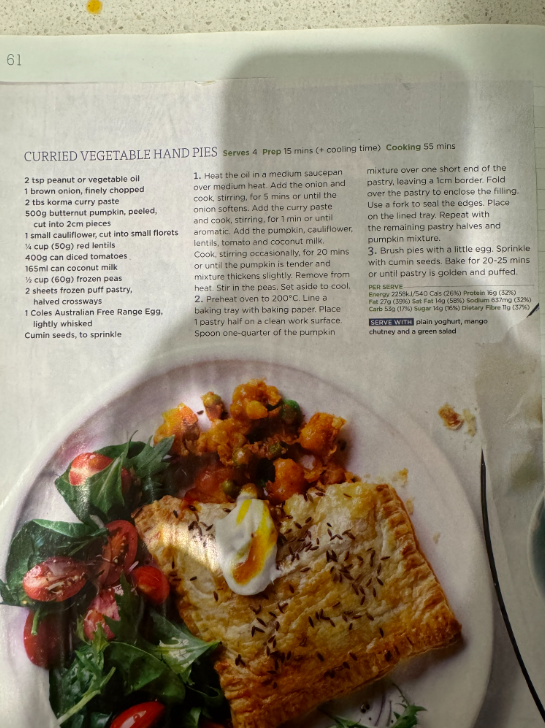 61
CURRIED VEGETABLE HAND PIES Serves 4 Prep 15 mins (+ cooling time) Cooking 55 mins
2 tsp peanut or vegetable oil
1 brown onion, finely chopped
2 tbs korma curry paste
500g butternut pumpkin, peeled,
cut into 2cm pieces
1 small cauliflower, cut into small florets
¼ cup (50g) red lentils
400g can diced tomatoes
165ml can coconut milk
½ cup (60g) frozen peas
2 sheets frozen puff pastry,
halved crossways
1 Coles Australian Free Range Egg,
lightly whisked
Cumin seeds, to sprinkle
1. Heat the oil in a medium saucepan
over medium heat. Add the onion and
cook, stirring, for 5 mins or until the
onion softens. Add the curry paste
and cook, stirring, for 1 min or until
aromatic. Add the pumpkin, cauliflower,
lentils, tomato and coconut milk.
Cook, stirring occasionally, for 20 mins
or until the pumpkin is tender and
mixture thickens slightly. Remove from
heat. Stir in the peas. Set aside to cool.
2. Preheat oven to 200°C. Line a
baking tray with baking paper. Place
1 pastry half on a clean work surface.
Spoon one-quarter of the pumpkin
mixture over one short end of the
pastry, leaving a 1cm border. Fold
over the pastry to enclose the filling.
Use a fork to seal the edges. Place
on the lined tray. Repeat with
the remaining pastry halves and
pumpkin mixture.
3. Brush pies with a little egg. Sprinkle
with cumin seeds. Bake for 20-25 mins
or until pastry is golden and puffed.
PER SERVE
Energy 2258kJ/540 Cals (26%) Protein 16g (32%)
Fat 27g (39%) Sat Fat 14g (58%) Sodium 637mg (32%)
Carb 53g (17%) Sugar 14g (16%) Dietary Fibre 11g (37%)
SERVE WITH plain yoghurt, mango
chutney and a green salad